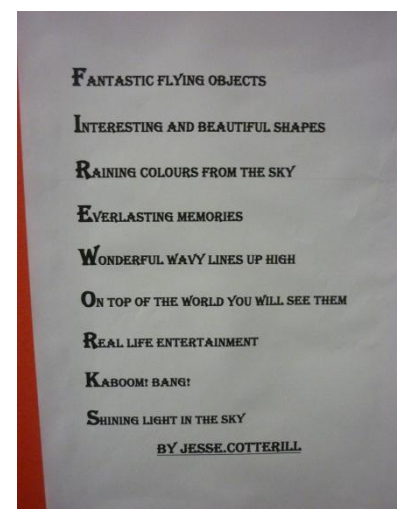 Fantastic flying objects
Interesting and beautiful shapes
Raining colours from the sky
Everlasting memories
Wonderful wavy lines up high
On top of the world you will see them
Real life entertainment
Kaboom! Bang!
Shining light in the sky
By Jesse.Cotterill